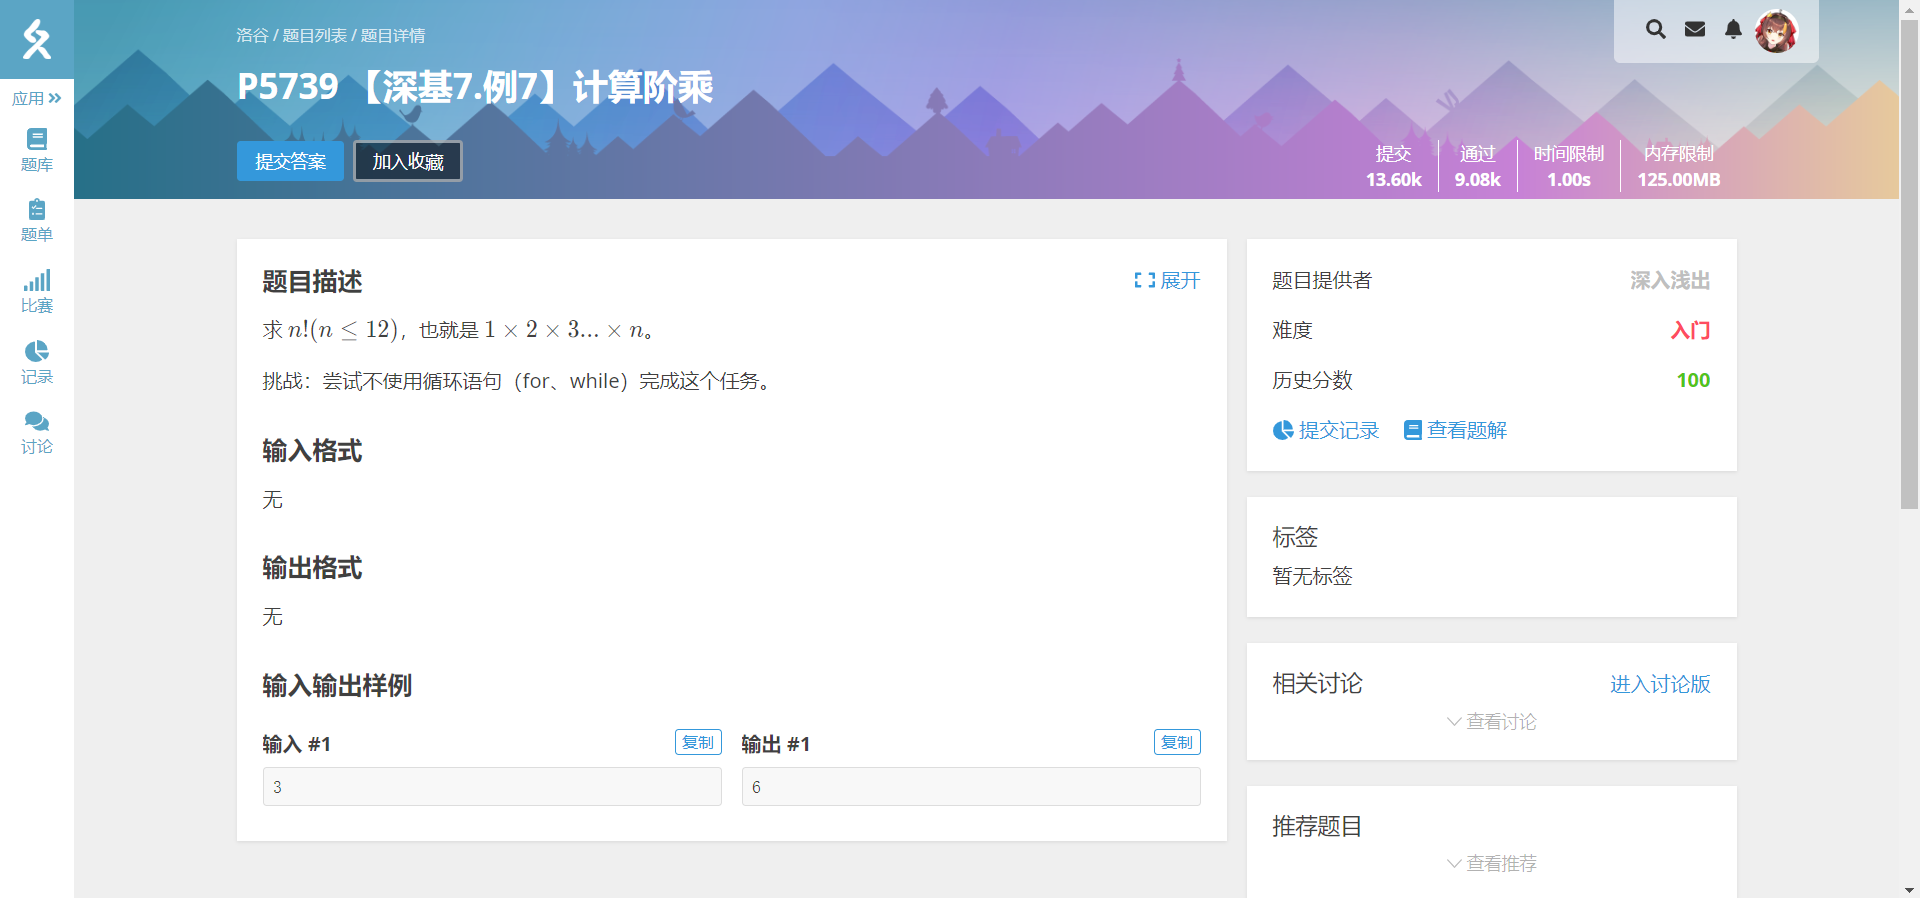 洛谷 / 题目列表 / 题目详情
P5739 【深基7.例7】计算阶乘
提交答案
加入收藏
提交
13.60k
通过
9.08k
时间限制
1.00s
内存限制
125.00MB
应用
题库
题单
比赛
记录
讨论
题目描述
展开
求 n!(n ≤ 12)，也就是 1 × 2 × 3... × n。
挑战：尝试不使用循环语句（for、while）完成这个任务。
输入格式
无
输出格式
无
输入输出样例
输入 #1
复制
3
输出 #1
复制
6
题目提供者
深入浅出
难度
入门
历史分数
100
提交记录
查看题解
标签
暂无标签
相关讨论
进入讨论版
查看讨论
推荐题目
查看推荐